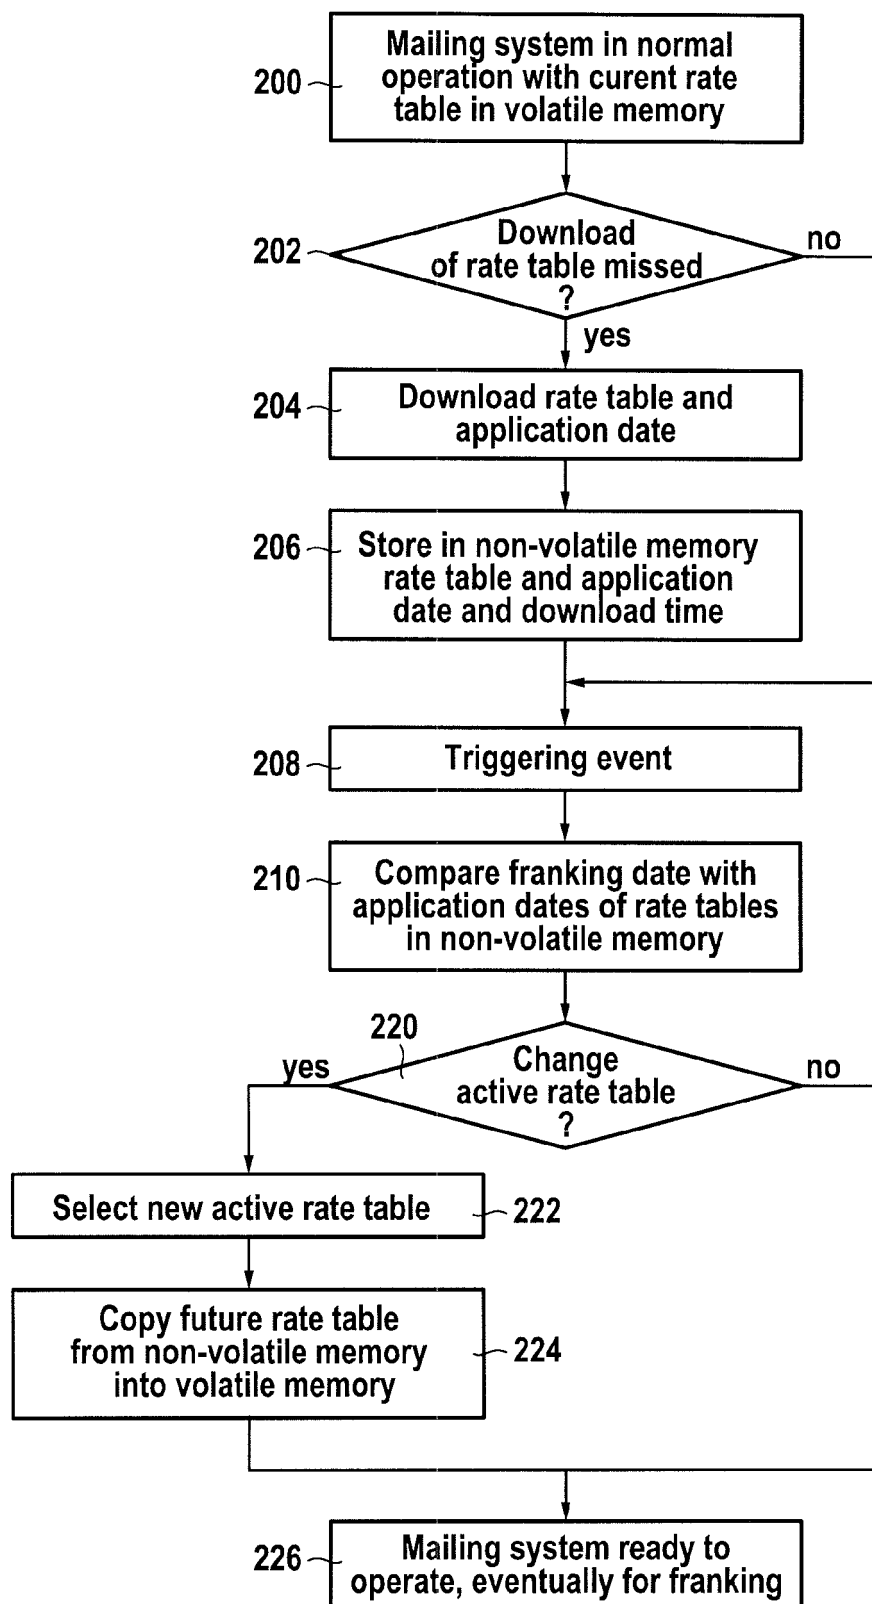 Mailing system in normal
operation with curent rate
table in volatile memory
200
Download
of rate table missed
?
202
no
yes
Download rate table and
application date
204
Store in non-volatile memory
rate table and application
date and download time
206
Triggering event
208
Compare franking date with
application dates of rate tables
in non-volatile memory
210
220
Change
active rate table
?
yes
no
Select new active rate table
222
Copy future rate table
from non-volatile memory
into volatile memory
224
Mailing system ready to
operate, eventually for franking
226